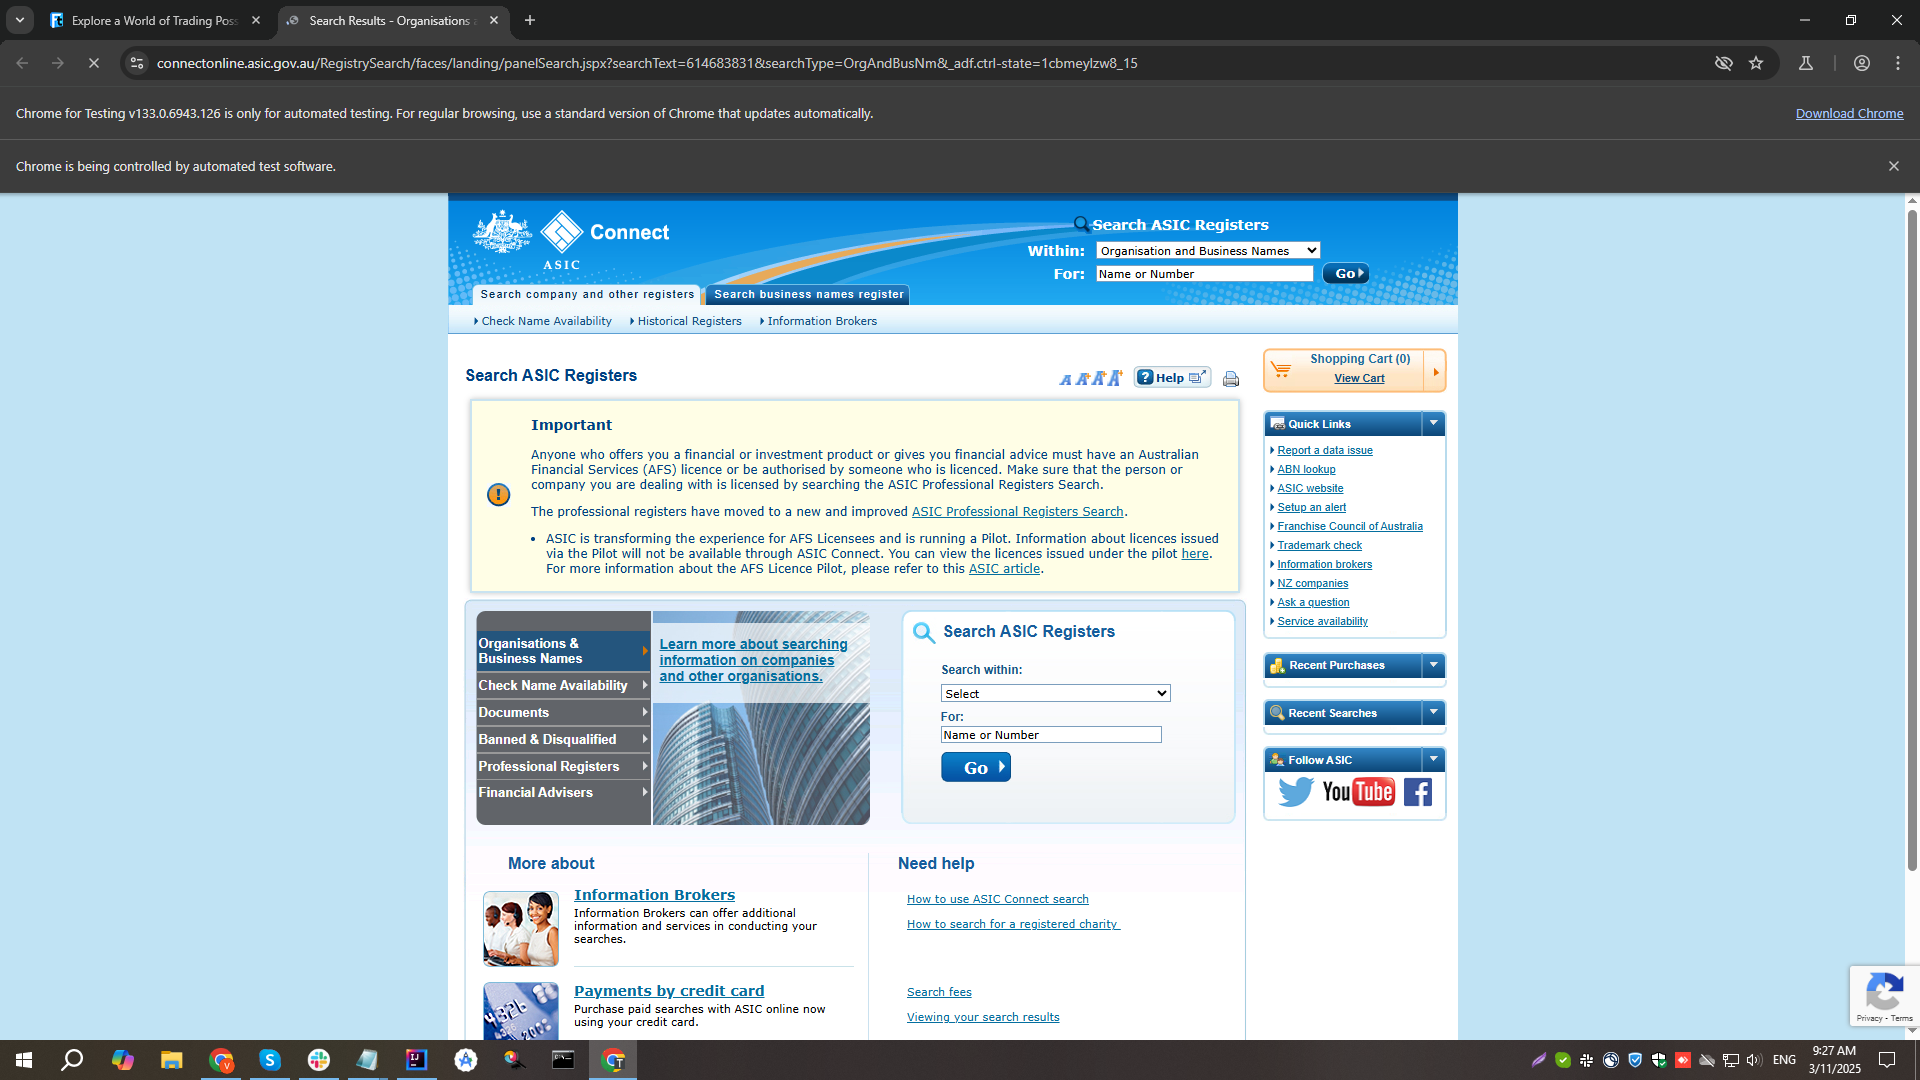 Explore a World of Trading Poss
Search Results - Organisations a
connectonline.asic.gov.au/RegistrySearch/faces/landing/panelSearch.jspx?searchText=614683831&searchType=OrgAndBusNm&_adf.ctrl-state=1cbmeylzw8_15
Chrome for Testing v133.0.6943.126 is only for automated testing. For regular browsing, use a standard version of Chrome that updates automatically.
Download Chrome
Chrome is being controlled by automated test software.
Connect
ASIC
Search ASIC Registers
Within:
Organisation and Business Names
For:
Name or Number
Go
Search company and other registers
Search business names register
Check Name Availability
Historical Registers
Information Brokers
Search ASIC Registers
A A+ A+ A+
Help
Shopping Cart (0)
View Cart
Important
Anyone who offers you a financial or investment product or gives you financial advice must have an Australian
Financial Services (AFS) licence or be authorised by someone who is licenced. Make sure that the person or
company you are dealing with is licensed by searching the ASIC Professional Registers Search.
The professional registers have moved to a new and improved ASIC Professional Registers Search.
• ASIC is transforming the experience for AFS Licensees and is running a Pilot. Information about licences issued
via the Pilot will not be available through ASIC Connect. You can view the licences issued under the pilot here.
For more information about the AFS Licence Pilot, please refer to this ASIC article.
Quick Links
Report a data issue
ABN lookup
ASIC website
Setup an alert
Franchise Council of Australia
Trademark check
Information brokers
NZ companies
Ask a question
Service availability
Recent Purchases
Recent Searches
Follow ASIC
YouTube
Organisations &
Business Names
Check Name Availability
Documents
Banned & Disqualified
Professional Registers
Financial Advisers
Learn more about searching
information on companies
and other organisations.
Search ASIC Registers
Search within:
Select
For:
Name or Number
Go
More about
Information Brokers
Information Brokers can offer additional
information and services in conducting your
searches.
Payments by credit card
Purchase paid searches with ASIC online now
using your credit card.
Need help
How to use ASIC Connect search
How to search for a registered charity
Search fees
Viewing your search results
Privacy - Terms
ENG
9:27 AM
3/11/2025